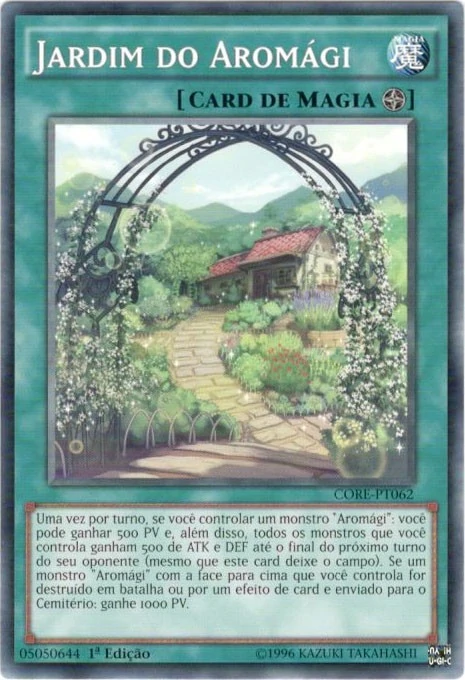 JARDIM DO AROMÁGI
MAGIA
魔
[CARD DE MAGIA]
CORE-PT062
Uma vez por turno, se você controlar um monstro "Aromági": você
pode ganhar 500 PV e, além disso, todos os monstros que você
controla ganham 500 de ATK e DEF até o final do próximo turno
do seu oponente (mesmo que este card deixe o campo). Se um
monstro "Aromági" com a face para cima que você controla for
destruído em batalha ou por um efeito de card e enviado para o
Cemitério: ganhe 1000 PV.
05050644 1ª Edição ©1996 KAZUKI TAKAHASHI